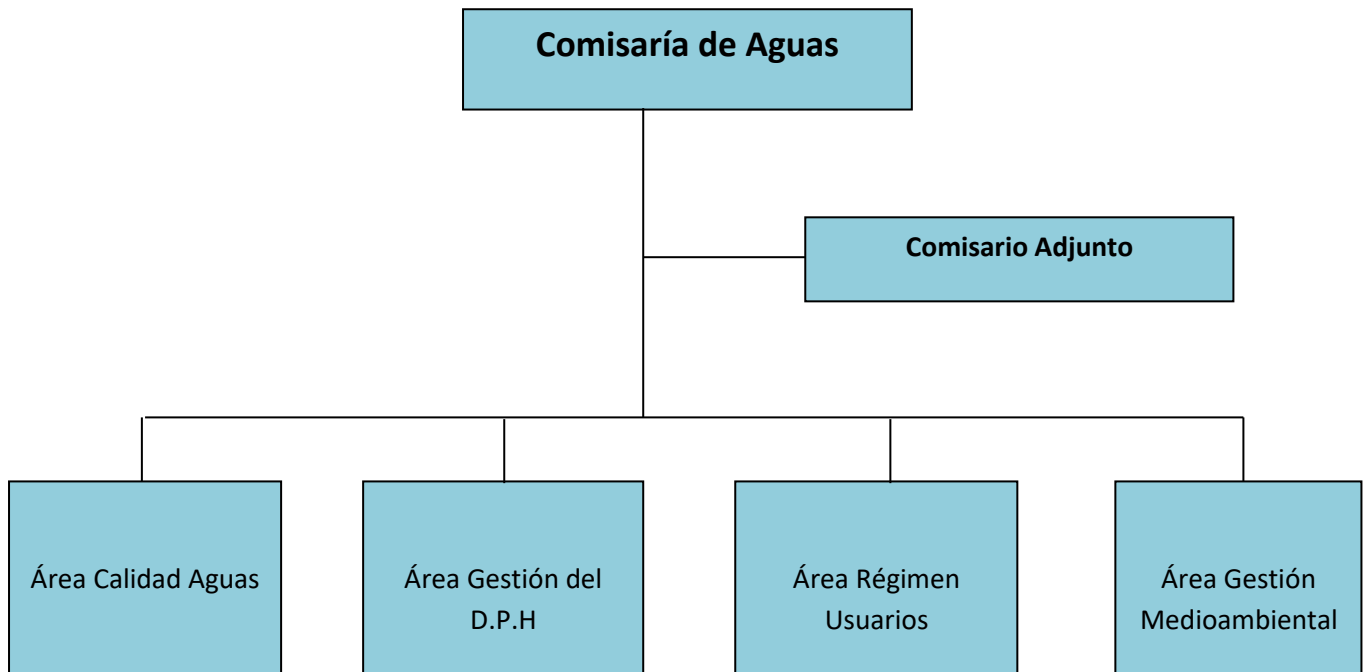 Comisaría de Aguas
Comisario Adjunto
Área Calidad Aguas
Área Gestión del
D.P.H
Área Régimen
Usuarios
Área Gestión
Medioambiental